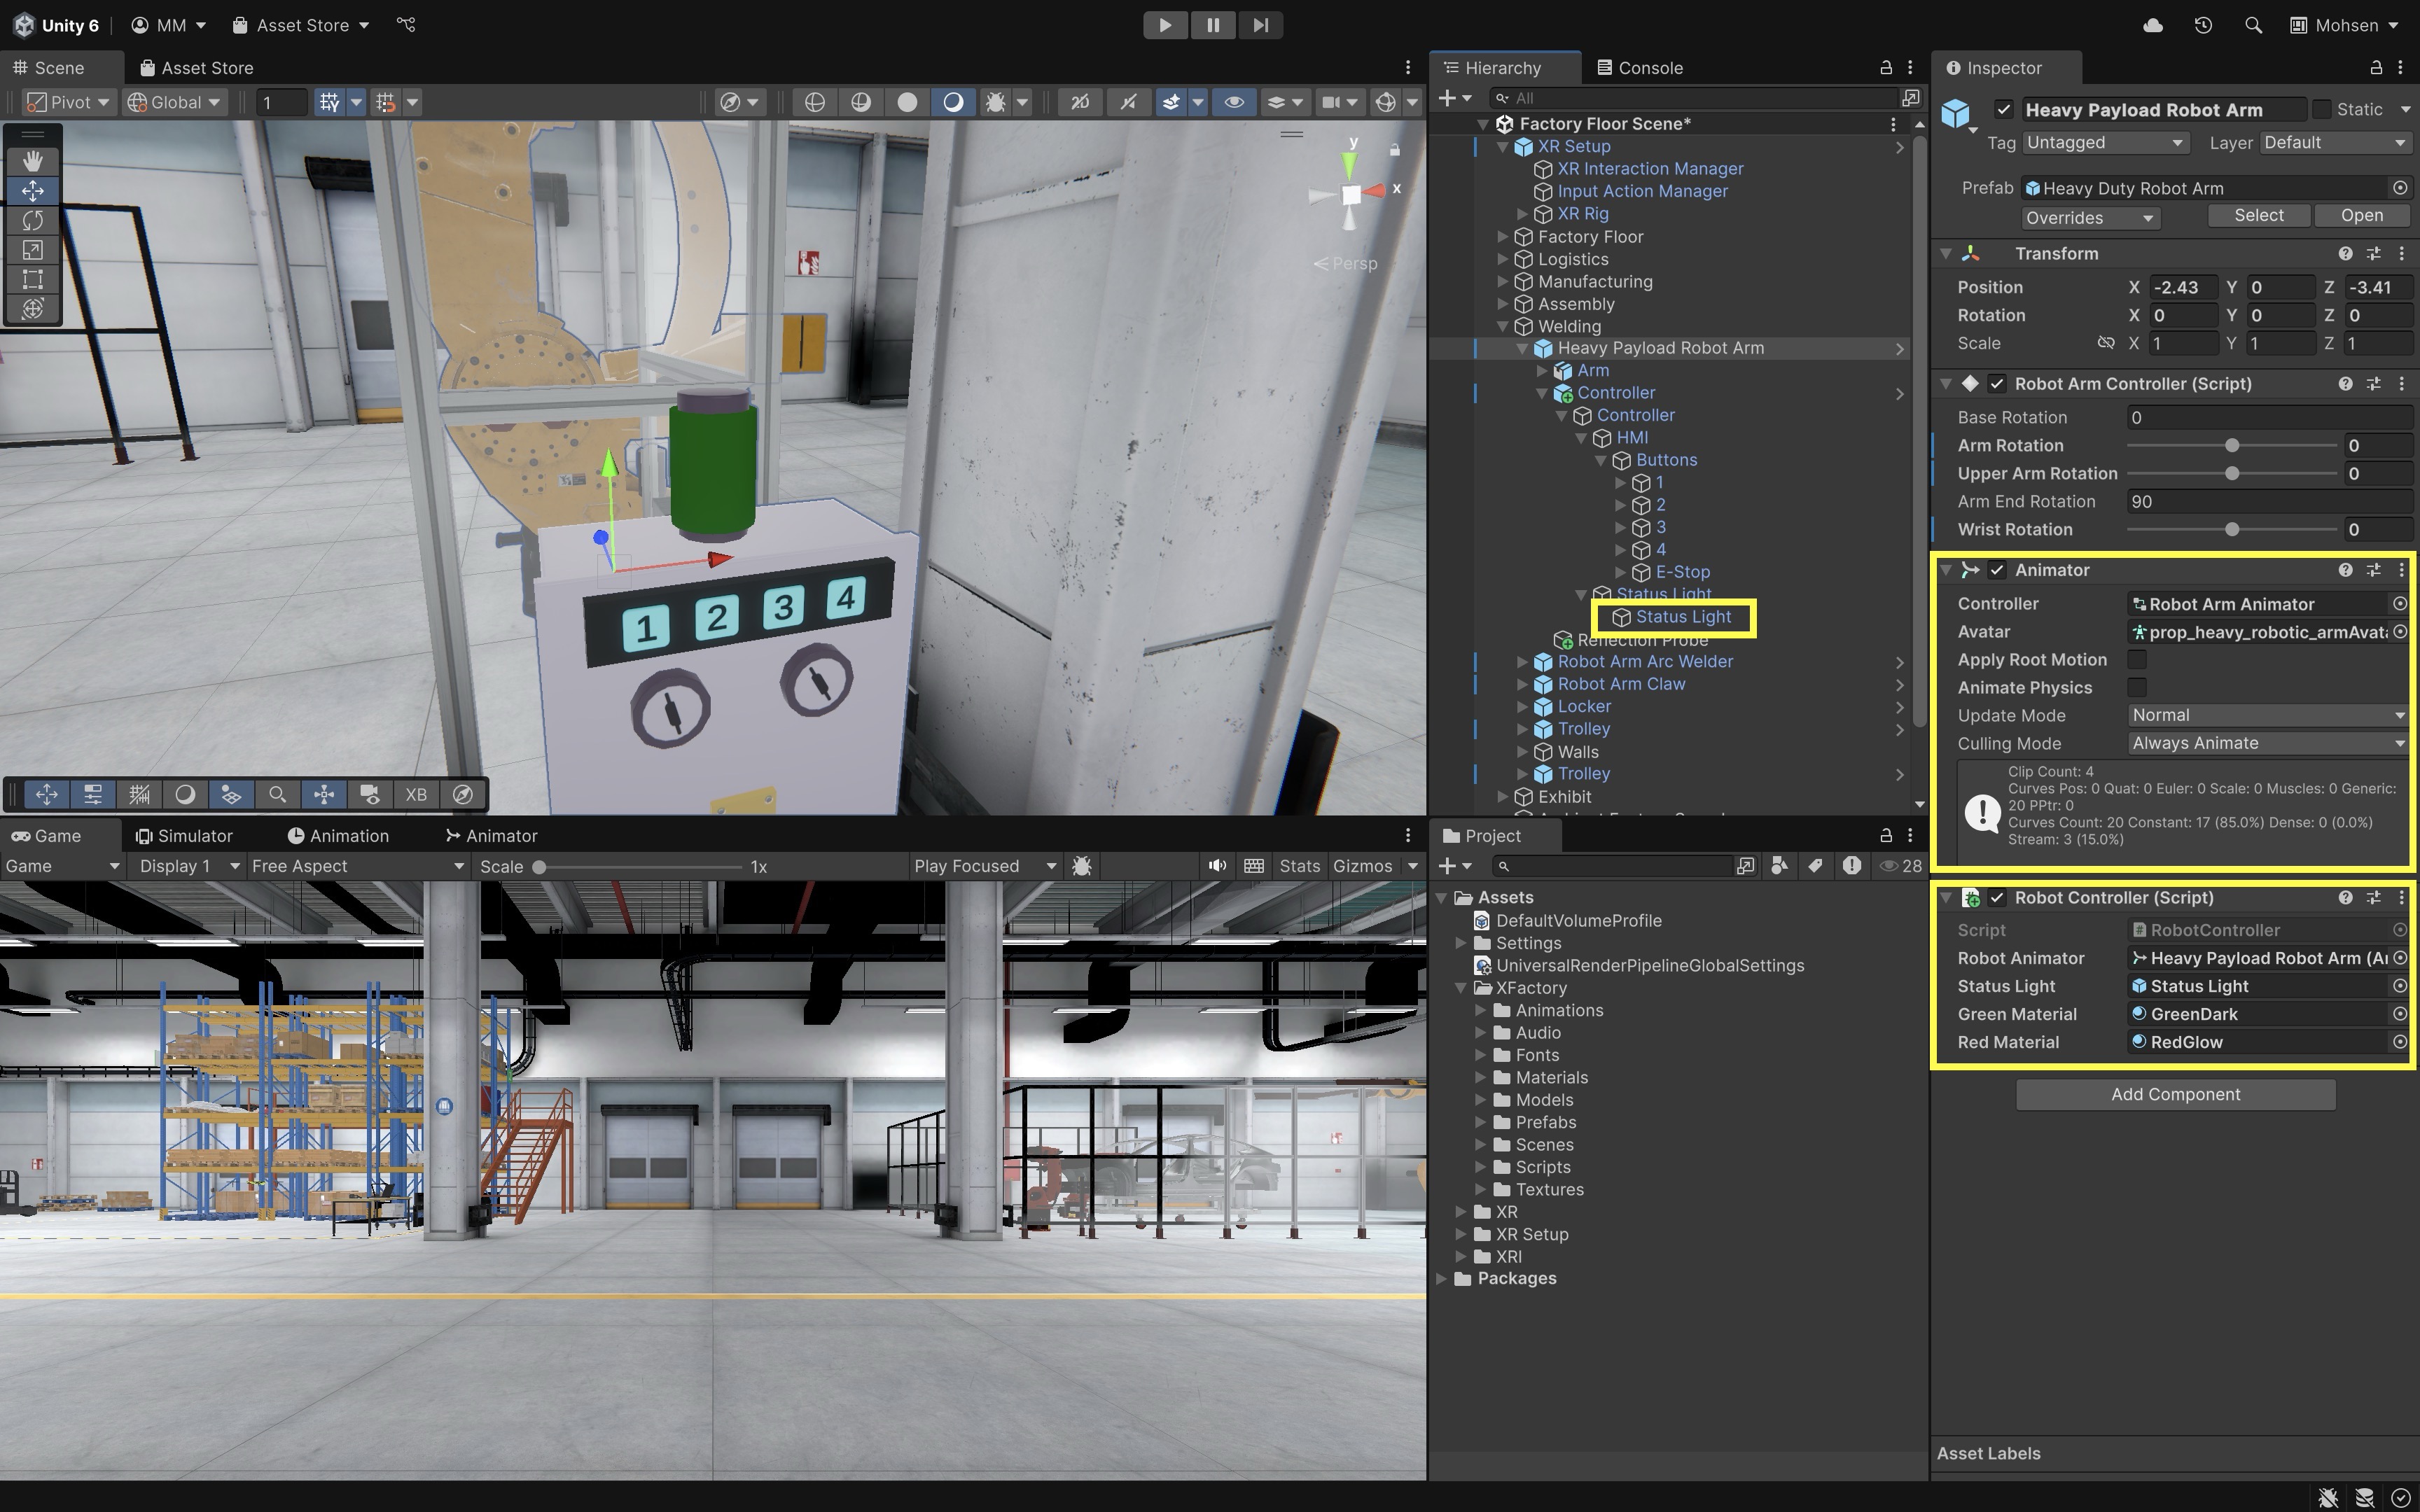 Unity 6
MM
Asset Store
Mohsen
Scene
Asset Store
Pivot
Global
1
2D
y
x
Persp
1 2 3 4
XB
Hierarchy
Console
All
Factory Floor Scene*
XR Setup
XR Interaction Manager
Input Action Manager
XR Rig
Factory Floor
Logistics
Manufacturing
Assembly
Welding
Heavy Payload Robot Arm
Arm
Controller
Controller
HMI
Buttons
1
2
3
4
E-Stop
Status Light
Status Light
Reflection Probe
Robot Arm Arc Welder
Robot Arm Claw
Locker
Trolley
Walls
Trolley
Exhibit
Inspector
Heavy Payload Robot Arm
Static
Tag Untagged Layer Default
Prefab Heavy Duty Robot Arm
Overrides Select Open
Transform
Position X -2.43 Y 0 Z -3.41
Rotation X 0 Y 0 Z 0
Scale X 1 Y 1 Z 1
Robot Arm Controller (Script)
Base Rotation 0
Arm Rotation 0
Upper Arm Rotation 0
Arm End Rotation 90
Wrist Rotation 0
Animator
Controller Robot Arm Animator
Avatar prop_heavy_robotic_armAvata
Apply Root Motion
Animate Physics
Update Mode Normal
Culling Mode Always Animate
Clip Count: 4
Curves Pos: 0 Quat: 0 Euler: 0 Scale: 0 Muscles: 0 Generic:
20 PPtr: 0
Curves Count: 20 Constant: 17 (85.0%) Dense: 0 (0.0%)
Stream: 3 (15.0%)
Robot Controller (Script)
Script RobotController
Robot Animator Heavy Payload Robot Arm (A
Status Light Status Light
Green Material GreenDark
Red Material RedGlow
Add Component
Asset Labels
Game
Simulator
Animation
Animator
Game
Display 1
Free Aspect
Scale 1x
Play Focused
Stats
Gizmos
Project
28
Assets
DefaultVolumeProfile
Settings
UniversalRenderPipelineGlobalSettings
XFactory
Animations
Audio
Fonts
Materials
Models
Prefabs
Scenes
Scripts
Textures
XR
XR Setup
XRI
Packages